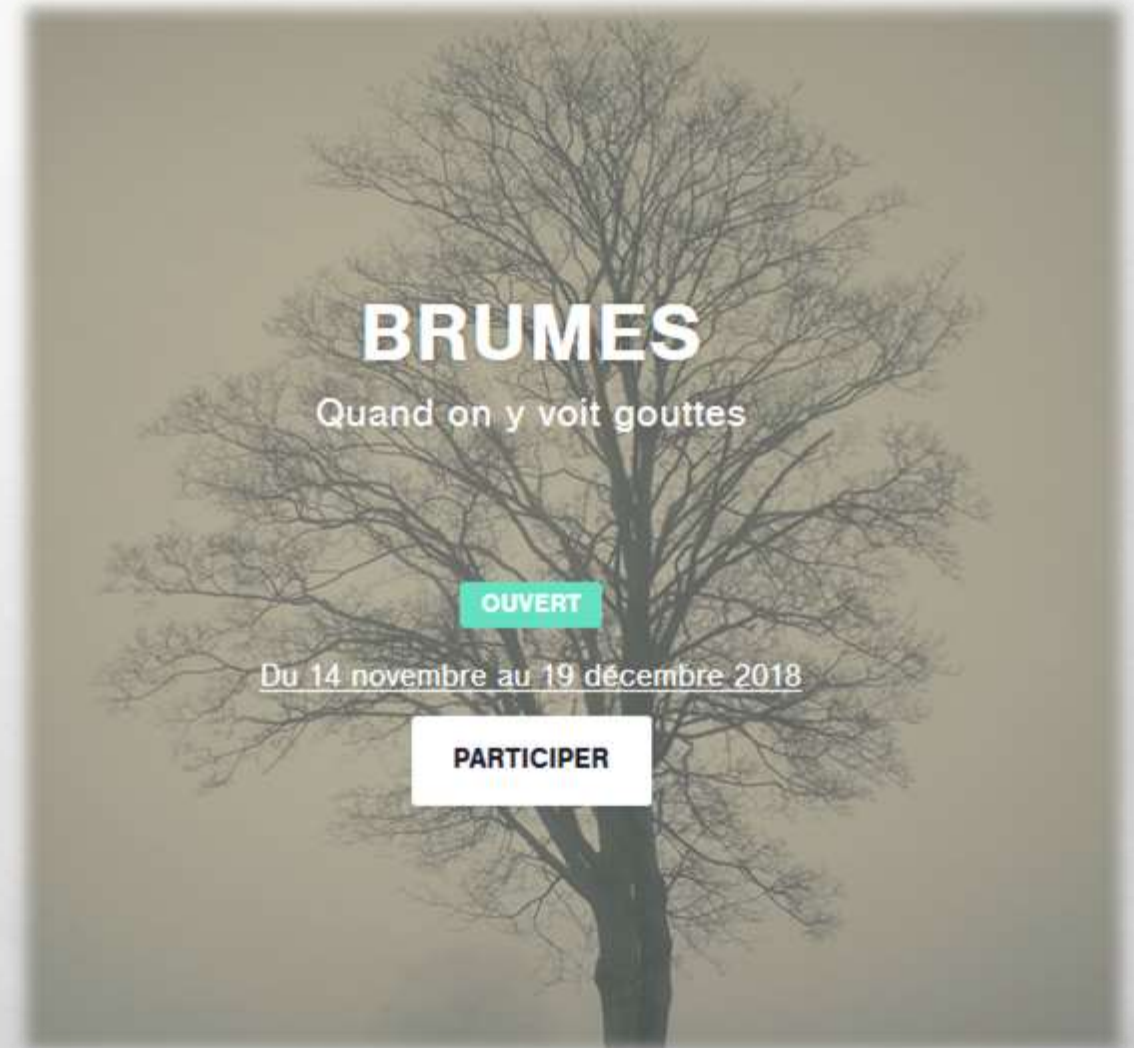 BRUMES
Quand on y voit gouttes
OUVERT
Du 14 novembre au 19 décembre 2018
PARTICIPER